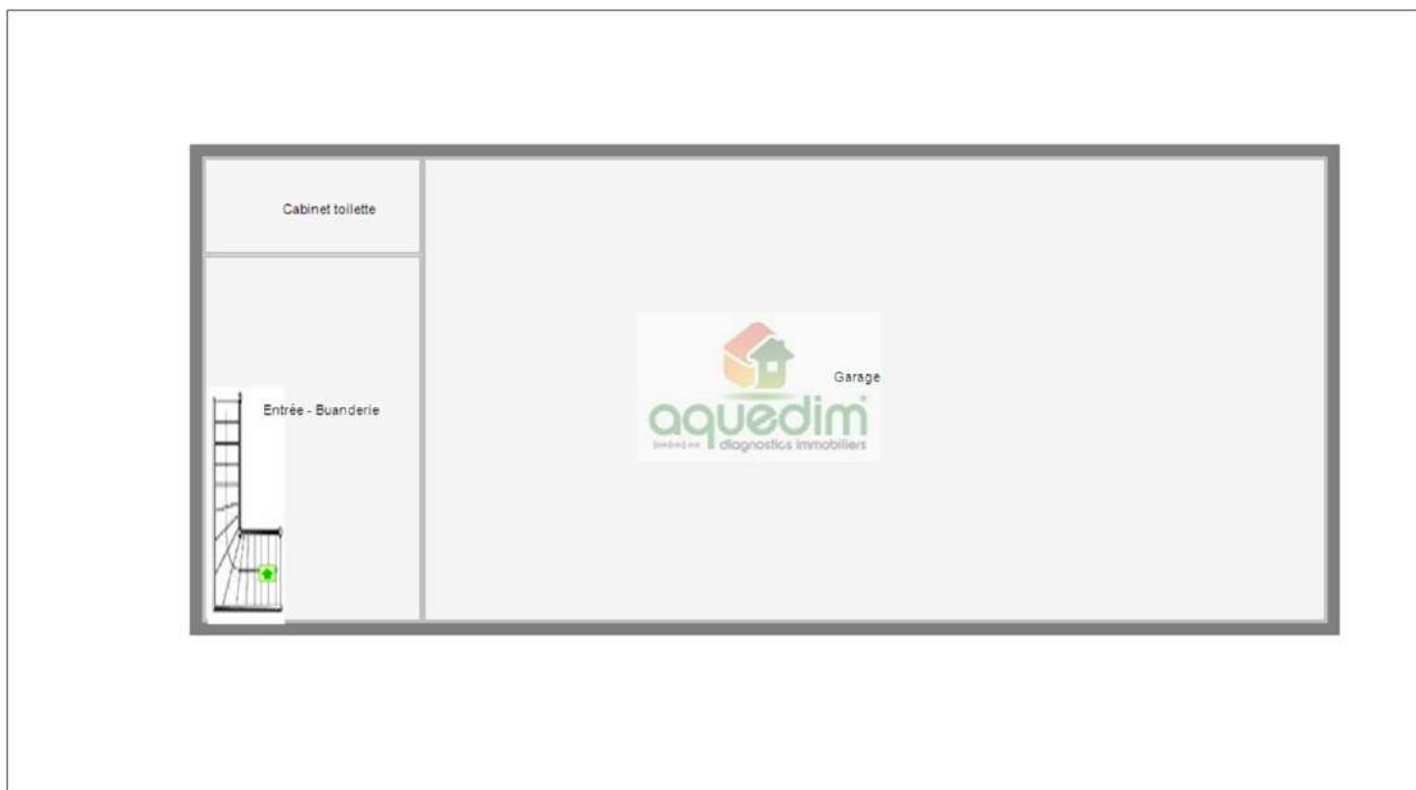 Cabinet toilette
Entrée - Buanderie
Garage
aquedim
diagnostics immobiliers